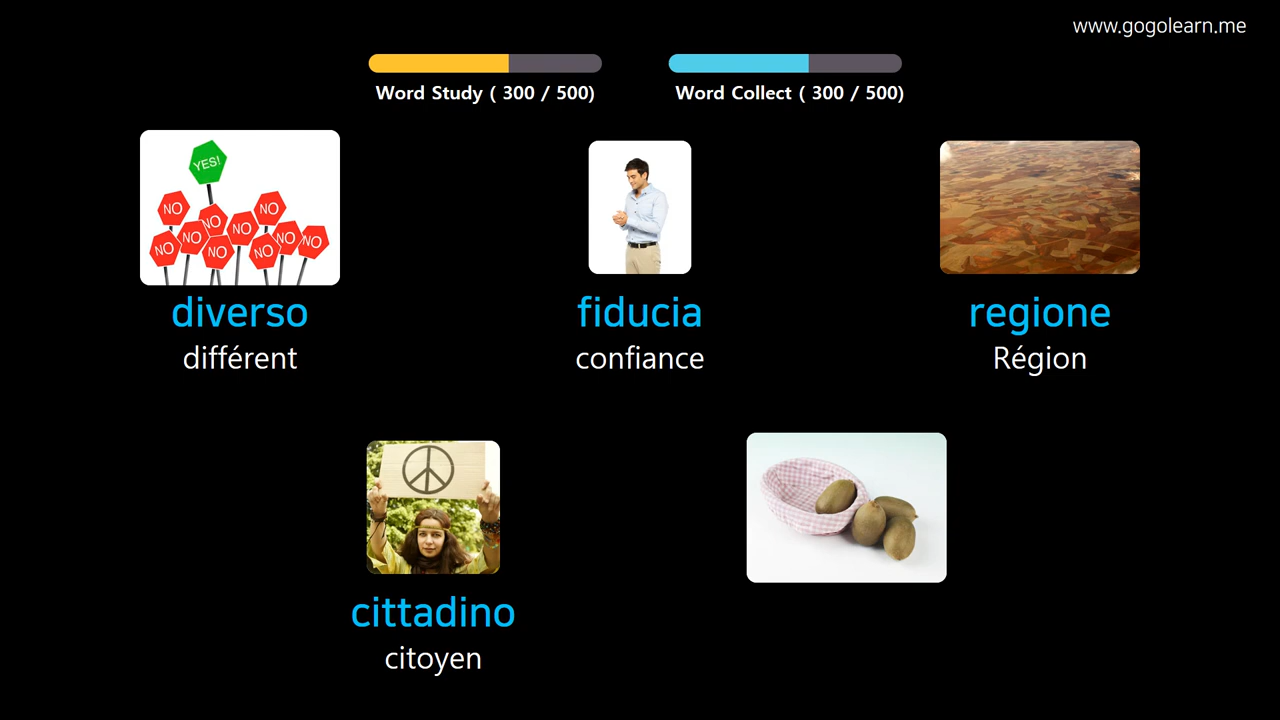 www.gogolearn.me
Word Study ( 300 / 500)
Word Collect ( 300 / 500)
YES!
NO
NO
NO
NO
NO
NO
NO
NO
NO
NO
diverso
différent
fiducia
confiance
regione
Région
cittadino
citoyen